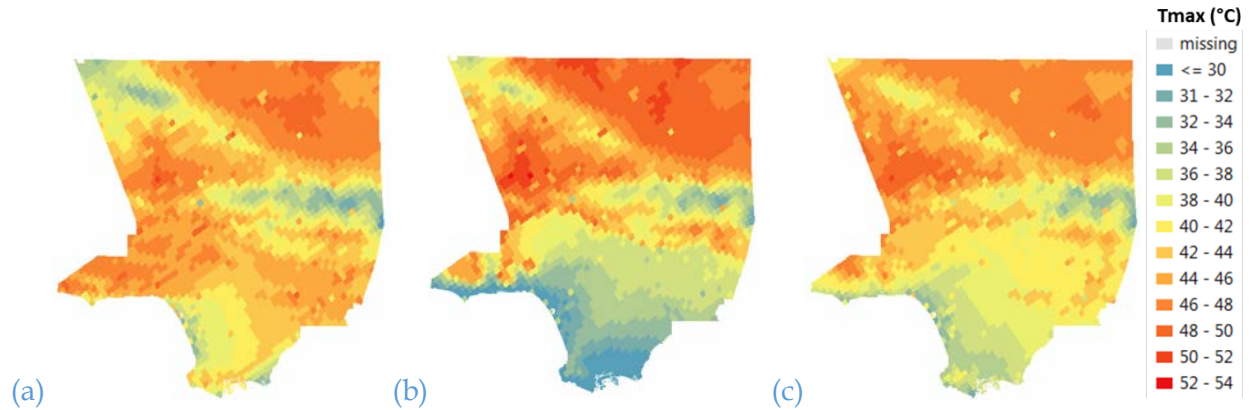 Tmax (°C)
missing
<= 30
31 - 32
32 - 34
34 - 36
36 - 38
38 - 40
40 - 42
42 - 44
44 - 46
46 - 48
48 - 50
50 - 52
52 - 54
(a)
(b)
(c)